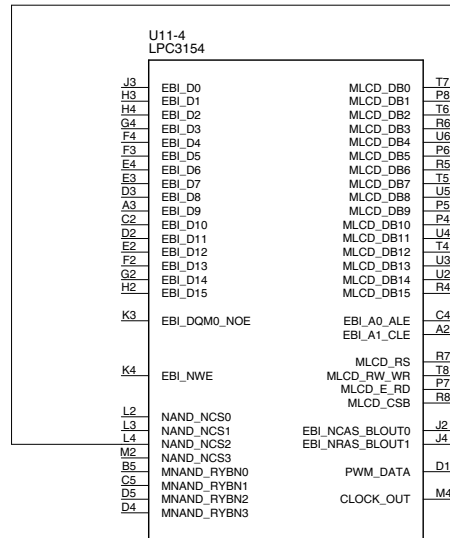 U11-4
LPC3154
J3 EBI_D0 MLCD_DB0 T7
H3 EBI_D1 MLCD_DB1 P8
H4 EBI_D2 MLCD_DB2 T6
G4 EBI_D3 MLCD_DB3 R6
F4 EBI_D4 MLCD_DB4 U6
F3 EBI_D5 MLCD_DB5 P6
E4 EBI_D6 MLCD_DB6 R5
E3 EBI_D7 MLCD_DB7 T5
D3 EBI_D8 MLCD_DB8 U5
A3 EBI_D9 MLCD_DB9 P5
C2 EBI_D10 MLCD_DB10 P4
D2 EBI_D11 MLCD_DB11 U4
E2 EBI_D12 MLCD_DB12 T4
F2 EBI_D13 MLCD_DB13 U3
G2 EBI_D14 MLCD_DB14 U2
H2 EBI_D15 MLCD_DB15 R4
K3 EBI_DQM0_NOE EBI_A0_ALE C4
EBI_A1_CLE A2
MLCD_RS R7
K4 EBI_NWE MLCD_RW_WR T8
MLCD_E_RD P7
MLCD_CSB R8
L2 NAND_NCS0
L3 NAND_NCS1 EBI_NCAS_BLOUT0 J2
L4 NAND_NCS2 EBI_NRAS_BLOUT1 J4
M2 NAND_NCS3
B5 MNAND_RYBN0 PWM_DATA D1
C5 MNAND_RYBN1
D5 MNAND_RYBN2 CLOCK_OUT M4
D4 MNAND_RYBN3